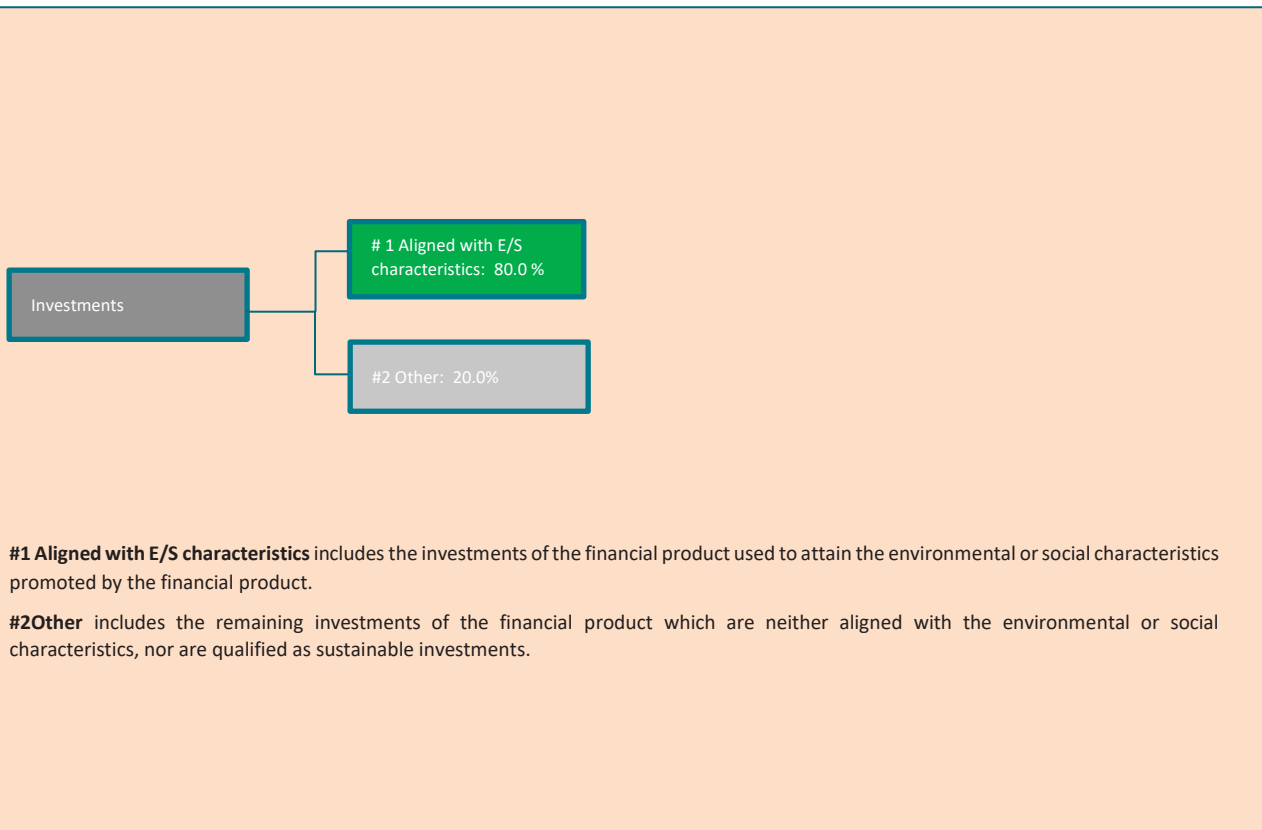 # 1 Aligned with E/S
characteristics: 80.0 %
Investments
#2 Other: 20.0%
#1 Aligned with E/S characteristics includes the investments of the financial product used to attain the environmental or social characteristics
promoted by the financial product.
#2Other includes the remaining investments of the financial product which are neither aligned with the environmental or social
characteristics, nor are qualified as sustainable investments.